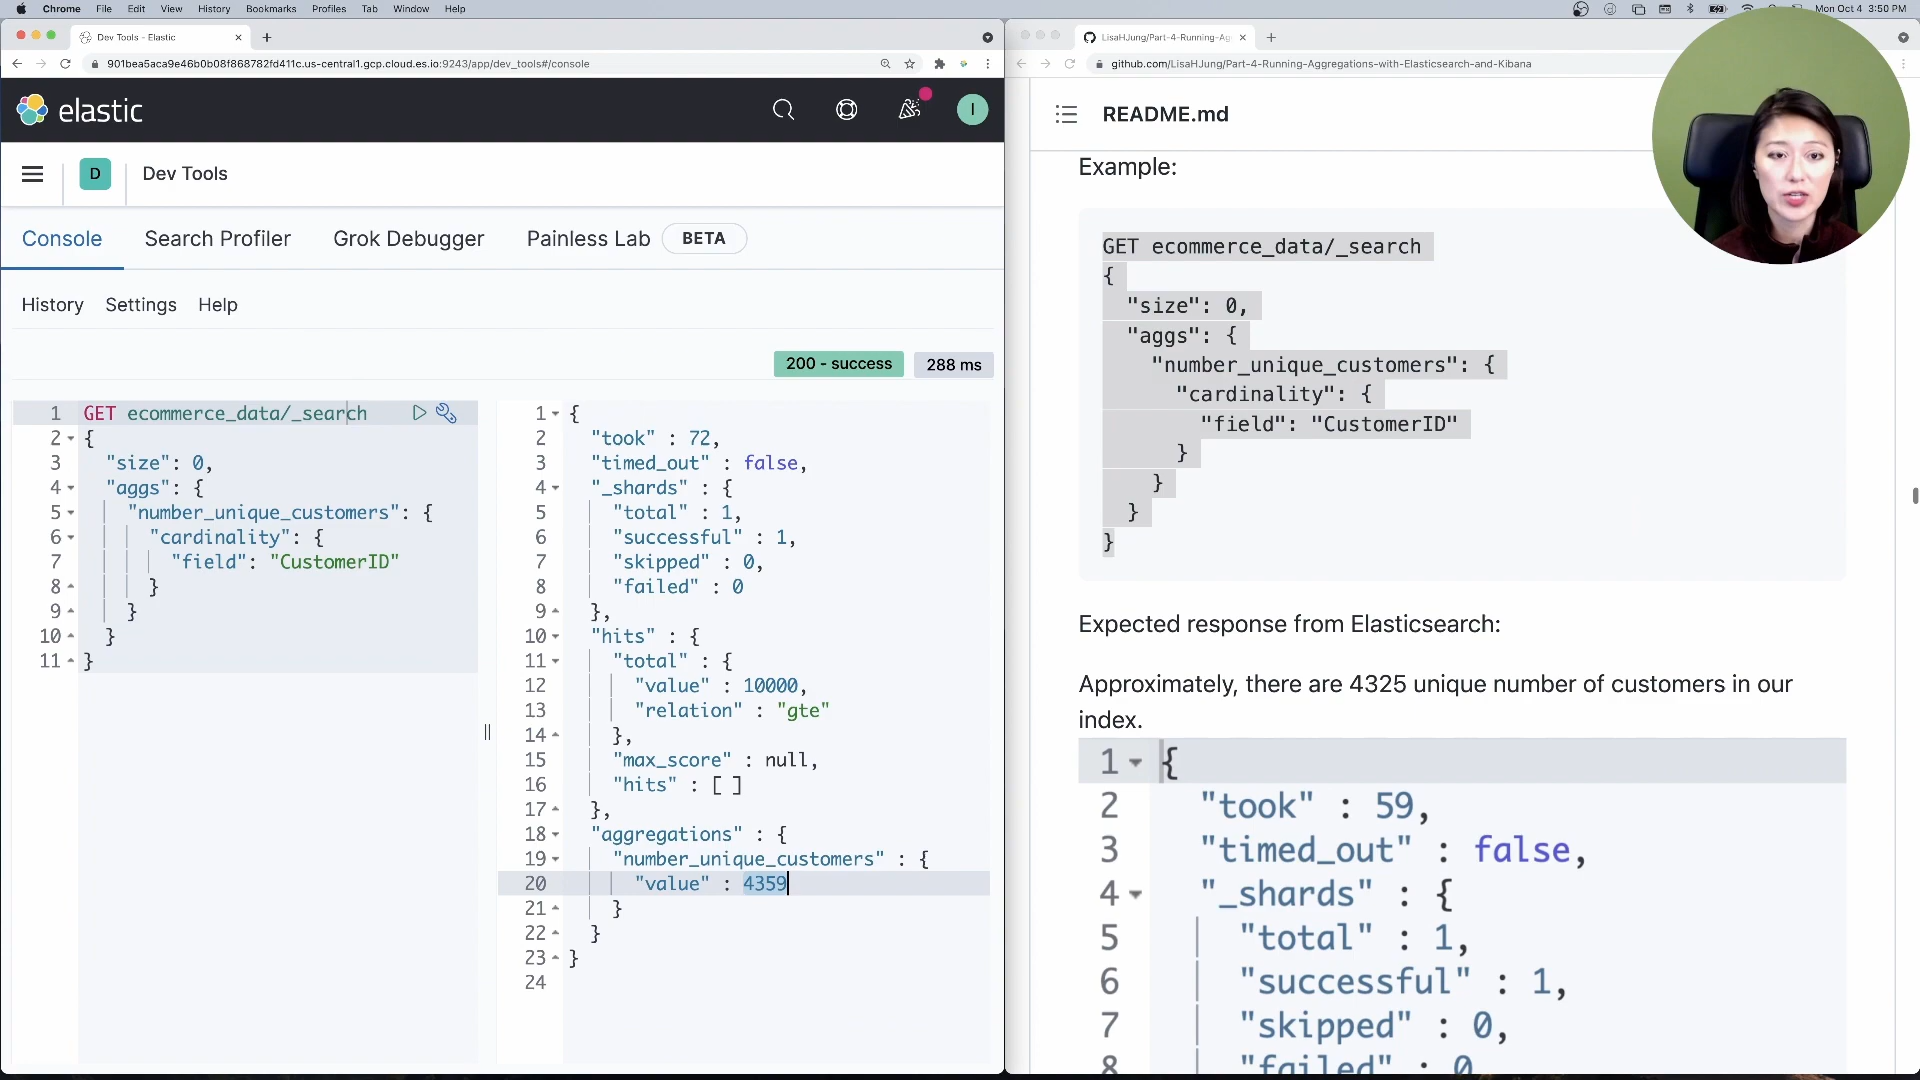 Chrome File Edit View History Bookmarks Profiles Tab Window Help
Mon Oct 4 3:50 PM
Dev Tools - Elastic
901bea5aca9e46b0b08f868782fd411c.us-central1.gcp.cloud.es.io:9243/app/dev_tools#/console
elastic
I
D
Dev Tools
Console Search Profiler Grok Debugger Painless Lab BETA
History Settings Help
200 - success 288 ms
1 GET ecommerce_data/_search
2 {
3 "size": 0,
4 "aggs": {
5 "number_unique_customers": {
6 "cardinality": {
7 "field": "CustomerID"
8 }
9 }
10 }
11 }
1 {
2 "took" : 72,
3 "timed_out" : false,
4 "_shards" : {
5 "total" : 1,
6 "successful" : 1,
7 "skipped" : 0,
8 "failed" : 0
9 },
10 "hits" : {
11 "total" : {
12 "value" : 10000,
13 "relation" : "gte"
14 },
15 "max_score" : null,
16 "hits" : [ ]
17 },
18 "aggregations" : {
19 "number_unique_customers" : {
20 "value" : 4359
21 }
22 }
23 }
24
LisaHJung/Part-4-Running-Ag
github.com/LisaHJung/Part-4-Running-Aggregations-with-Elasticsearch-and-Kibana
README.md
Example:
GET ecommerce_data/_search
{
"size": 0,
"aggs": {
"number_unique_customers": {
"cardinality": {
"field": "CustomerID"
}
}
}
}
Expected response from Elasticsearch:
Approximately, there are 4325 unique number of customers in our
index.
1 {
2 "took" : 59,
3 "timed_out" : false,
4 "_shards" : {
5 "total" : 1,
6 "successful" : 1,
7 "skipped" : 0,
8 "failed" : 0